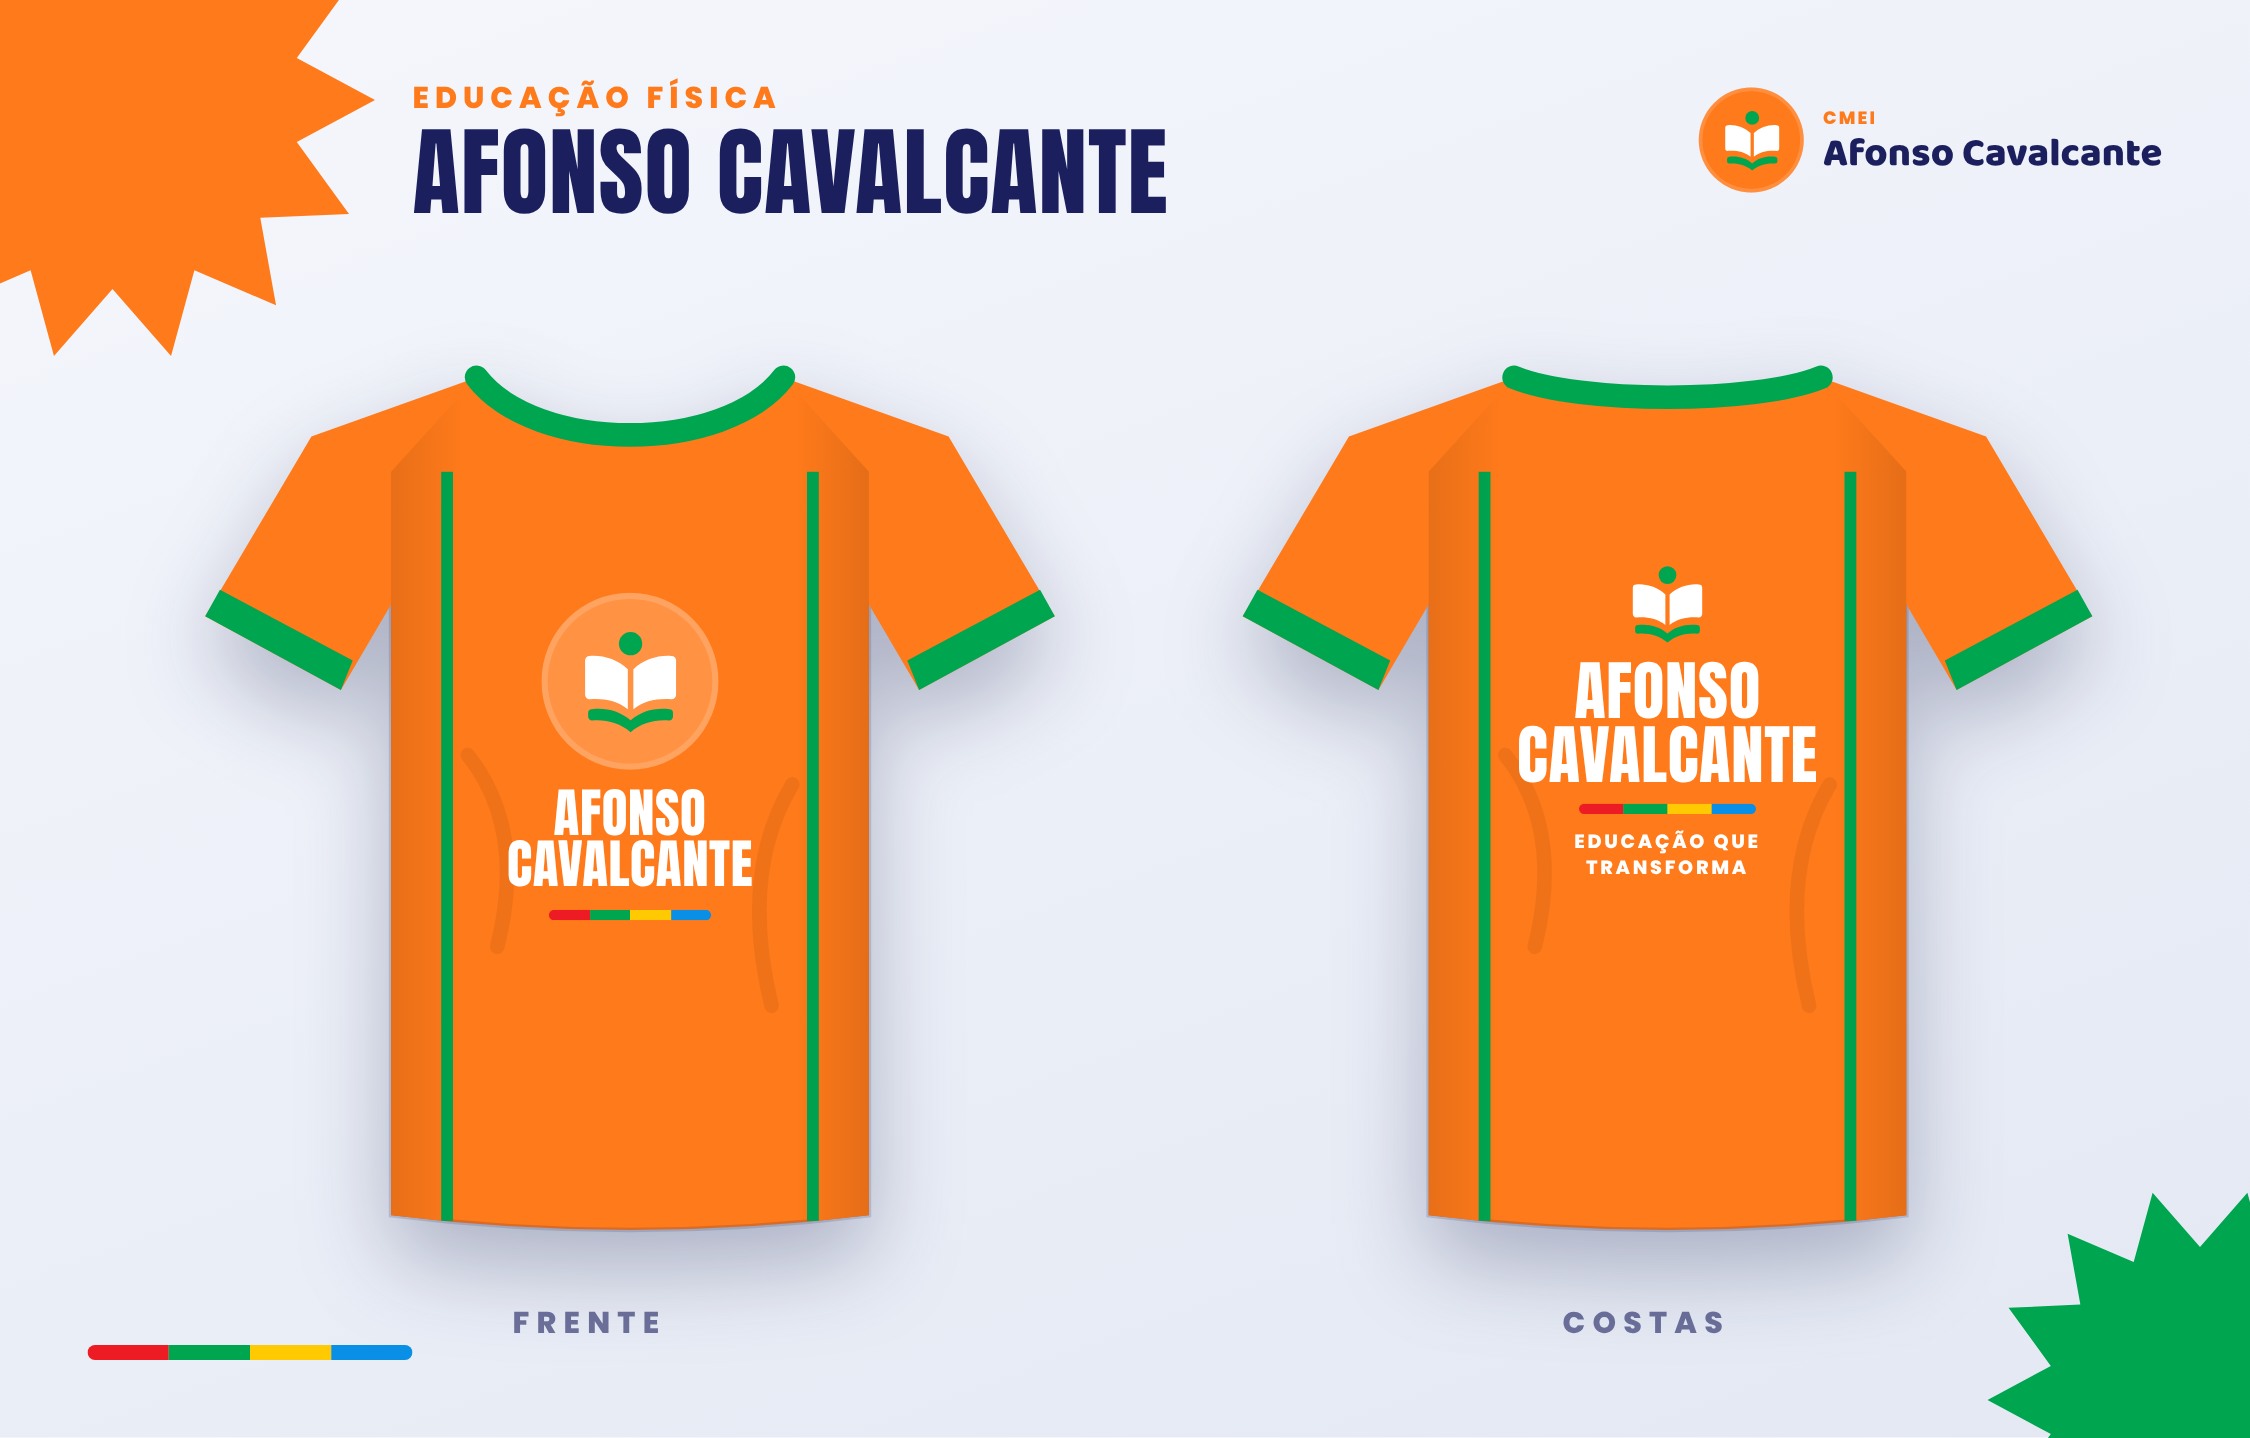 EDUCAÇÃO FÍSICA
AFONSO CAVALCANTE
CMEI
Afonso Cavalcante
AFONSO
CAVALCANTE
AFONSO
CAVALCANTE
EDUCAÇÃO QUE
TRANSFORMA
FRENTE
COSTAS